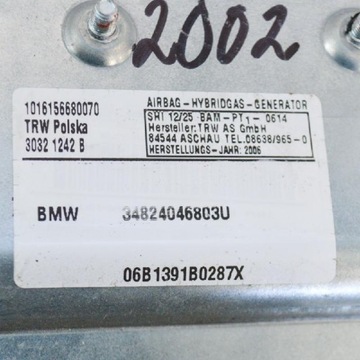 2002
1016156680070
TRW Polska
3032 1242 B
AIRBAG - HYBRIDGAS - GENERATOR
SHI 12/25 BAM - PT1 - 0614
Hersteller: TRW AS GmbH
84544 ASCHAU TEL.08638/965-0
HERSTELLUNGS - JAHR: 2006
BMW 34824046803U
06B1391B0287X